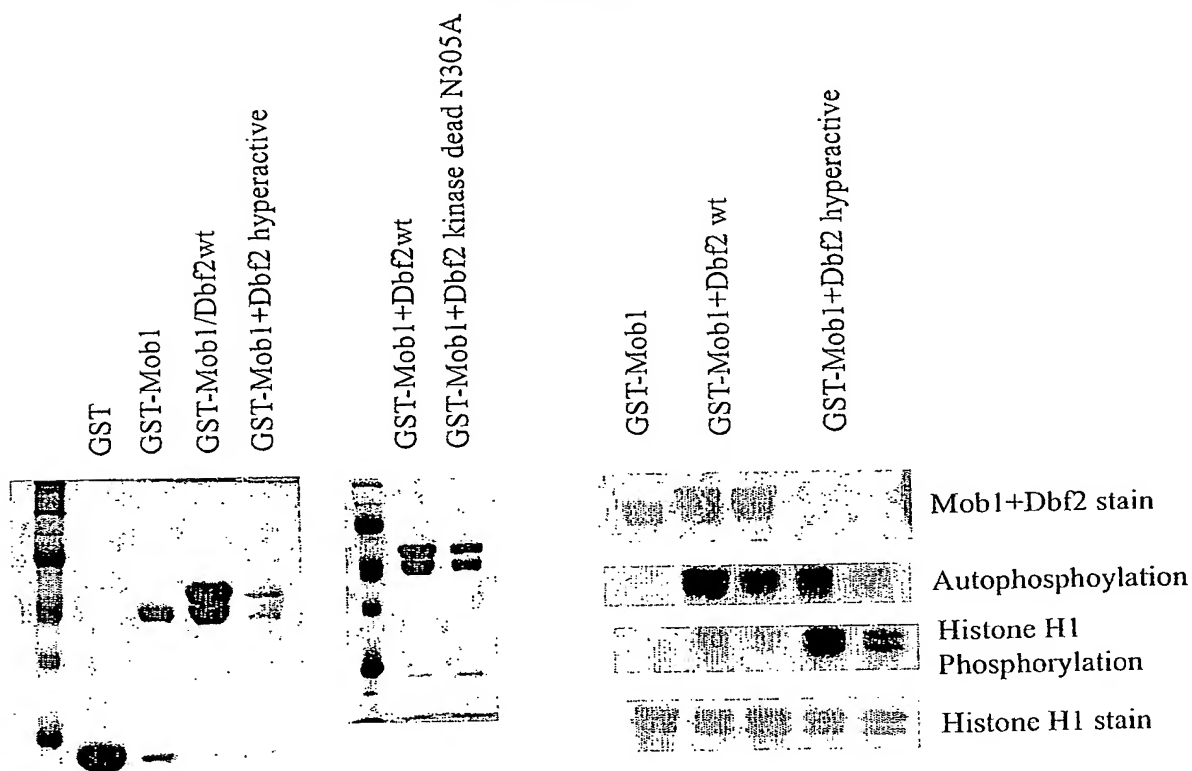 GST
GST-Mob1
GST-Mob1/Dbf2wt
GST-Mob1+Dbf2 hyperactive
GST-Mob1+Dbf2wt
GST-Mob1+Dbf2 kinase dead N305A
GST-Mob1
GST-Mob1+Dbf2 wt
GST-Mob1+Dbf2 hyperactive
Mob1+Dbf2 stain
Autophosphoylation
Histone H1
Phosphorylation
Histone H1 stain